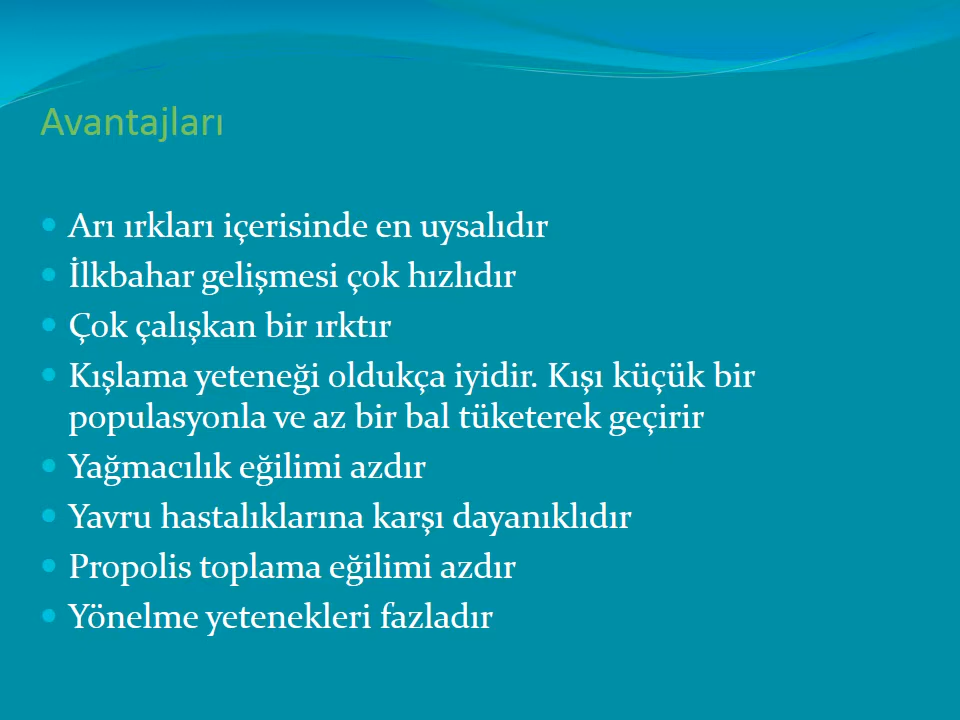 Avantajları
Arı ırkları içerisinde en uysalıdır
İlkbahar gelişmesi çok hızlıdır
Çok çalışkan bir ırktır
Kışlama yeteneği oldukça iyidir. Kışı küçük bir
populasyonla ve az bir bal tüketerek geçirir
Yağmacılık eğilimi azdır
Yavru hastalıklarına karşı dayanıklıdır
Propolis toplama eğilimi azdır
Yönelme yetenekleri fazladır